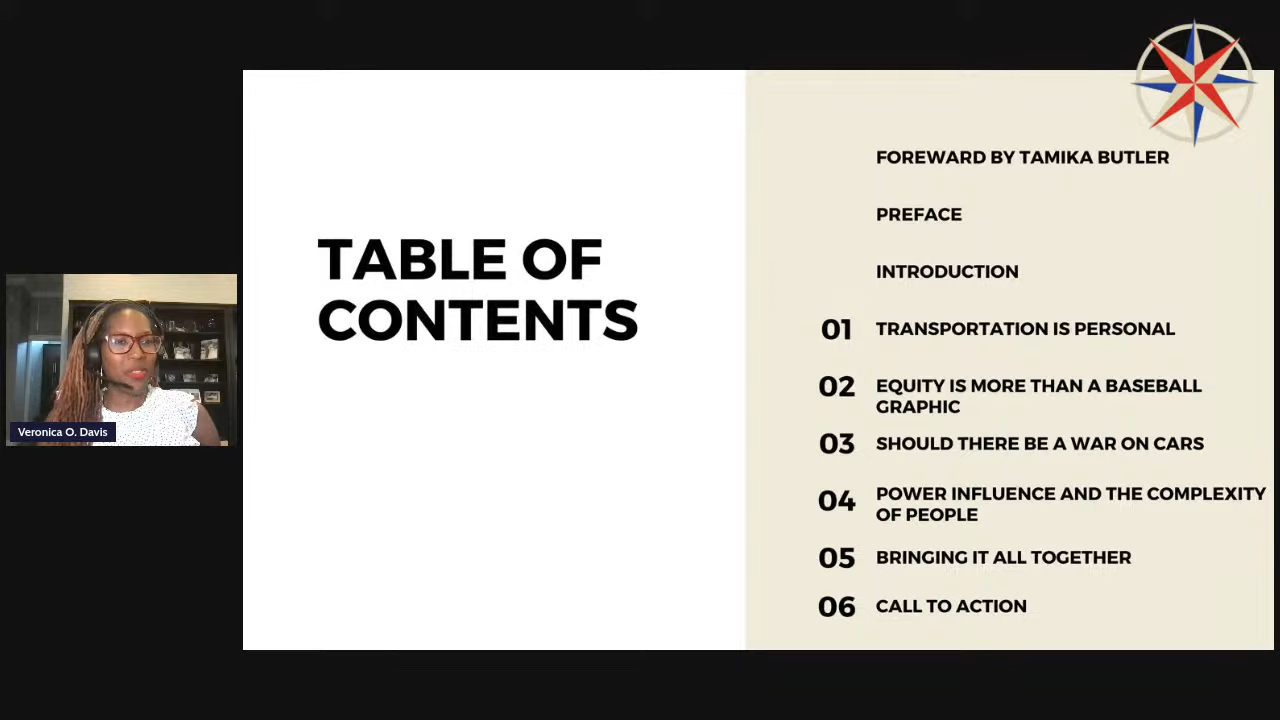 TABLE OF
CONTENTS
FOREWARD BY TAMIKA BUTLER
PREFACE
INTRODUCTION
01 TRANSPORTATION IS PERSONAL
02 EQUITY IS MORE THAN A BASEBALL
GRAPHIC
03 SHOULD THERE BE A WAR ON CARS
04 POWER INFLUENCE AND THE COMPLEXITY
OF PEOPLE
05 BRINGING IT ALL TOGETHER
06 CALL TO ACTION
Veronica O. Davis